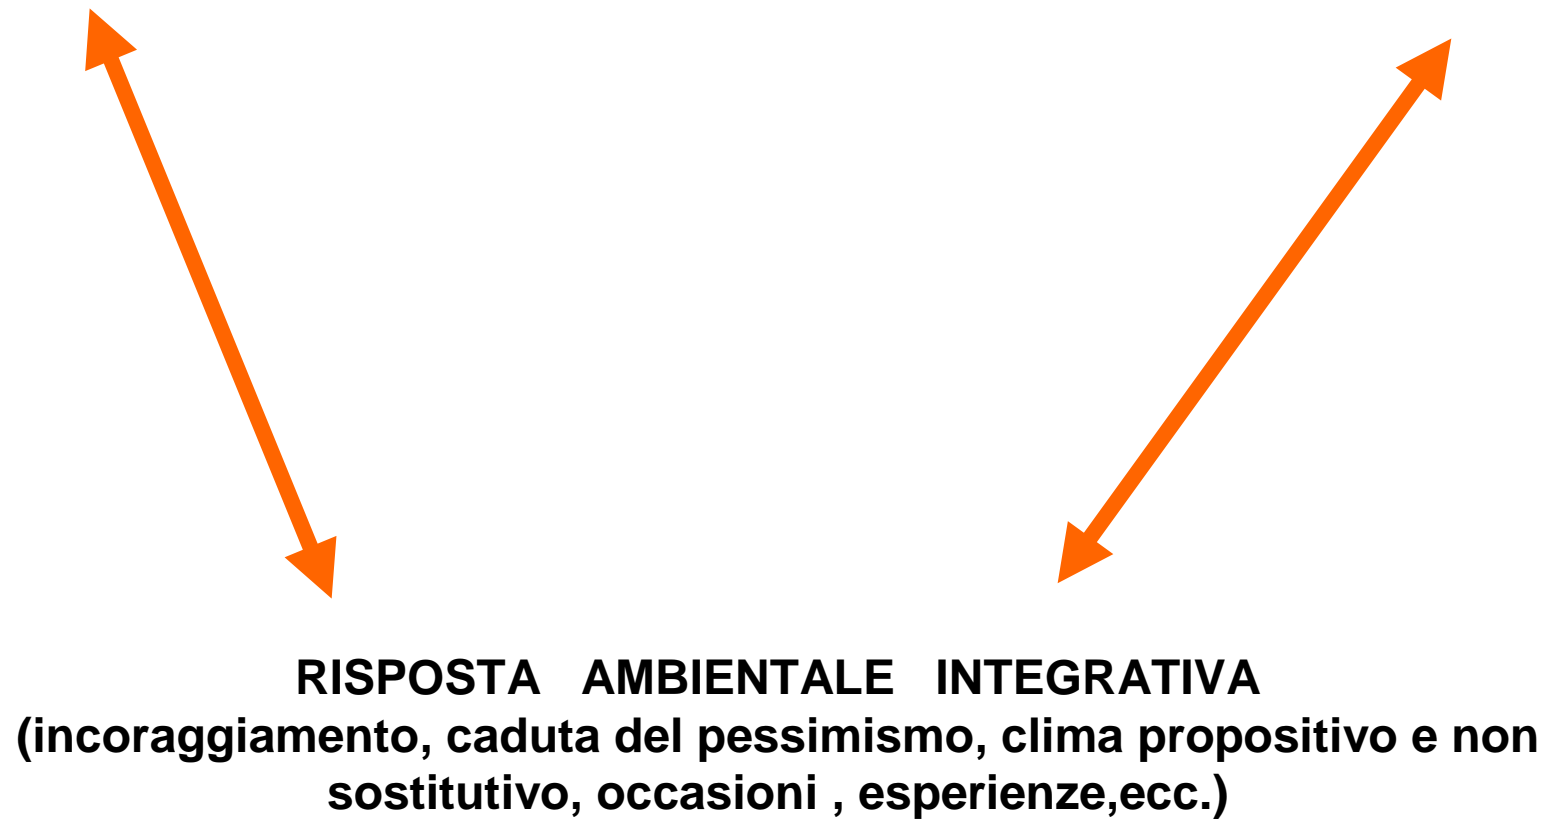 RISPOSTA AMBIENTALE INTEGRATIVA
(incoraggiamento, caduta del pessimismo, clima propositivo e non
sostitutivo, occasioni , esperienze,ecc.)